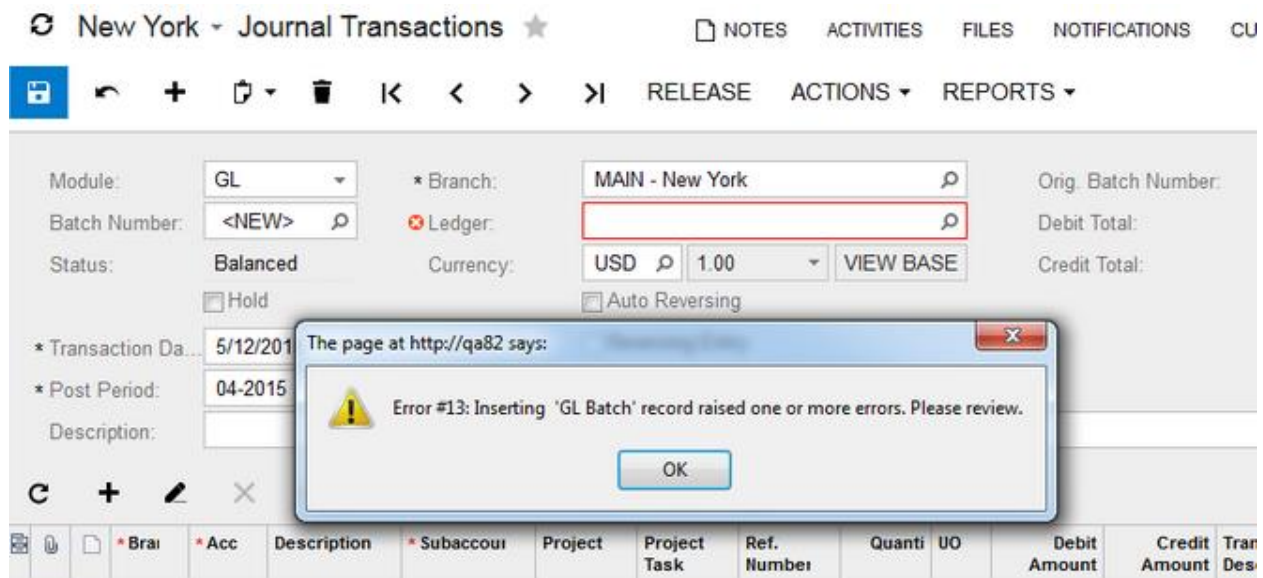 New York - Journal Transactions NOTES ACTIVITIES FILES NOTIFICATIONS CU
RELEASE ACTIONS REPORTS
Module: GL * Branch: MAIN - New York Orig. Batch Number:
Batch Number: <NEW> Ledger: Debit Total:
Status: Balanced Currency: USD 1.00 VIEW BASE Credit Total:
Hold Auto Reversing
* Transaction Da... 5/12/201
The page at http://qa82 says:
* Post Period: 04-2015
Error #13: Inserting 'GL Batch' record raised one or more errors. Please review.
Description:
OK
* Bra * Acc Description * Subaccou Project Project Task Ref. Number Quanti UO Debit Amount Credit Amount Tran Desc